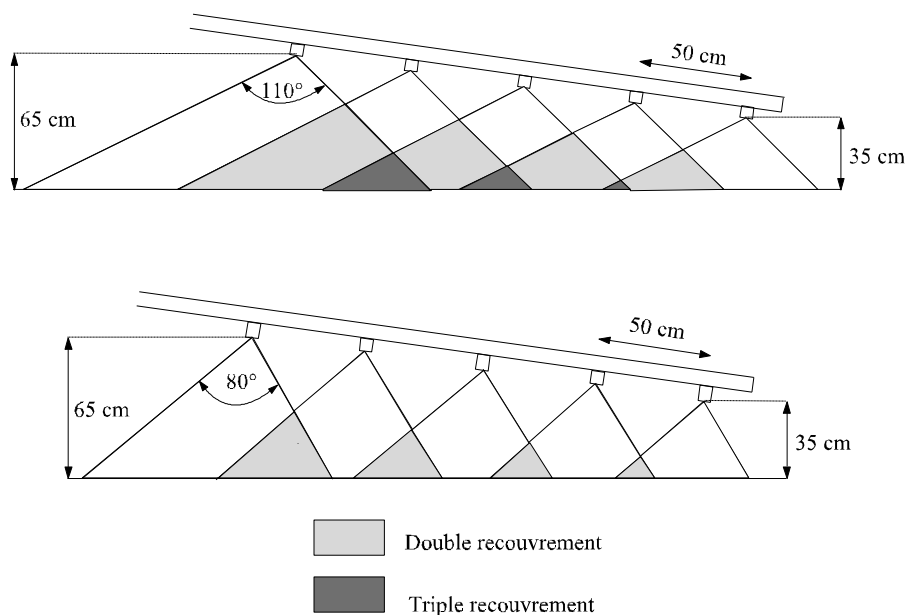 50 cm
110°
65 cm
35 cm
50 cm
80°
65 cm
35 cm
Double recouvrement
Triple recouvrement